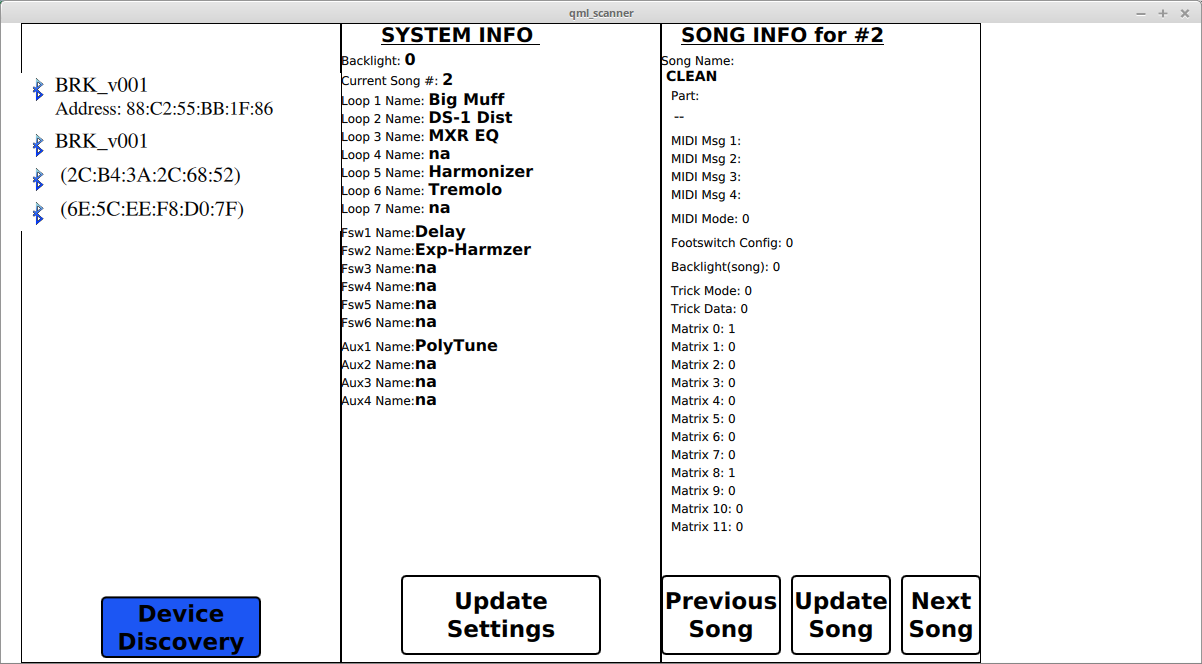 qml_scanner
BRK_v001
Address: 88:C2:55:BB:1F:86
BRK_v001
(2C:B4:3A:2C:68:52)
(6E:5C:EE:F8:D0:7F)
Device
Discovery
SYSTEM INFO
Backlight: 0
Current Song #: 2
Loop 1 Name: Big Muff
Loop 2 Name: DS-1 Dist
Loop 3 Name: MXR EQ
Loop 4 Name: na
Loop 5 Name: Harmonizer
Loop 6 Name: Tremolo
Loop 7 Name: na
Fsw1 Name:Delay
Fsw2 Name:Exp-Harmzer
Fsw3 Name:na
Fsw4 Name:na
Fsw5 Name:na
Fsw6 Name:na
Aux1 Name:PolyTune
Aux2 Name:na
Aux3 Name:na
Aux4 Name:na
Update
Settings
SONG INFO for #2
Song Name:
CLEAN
Part:
--
MIDI Msg 1:
MIDI Msg 2:
MIDI Msg 3:
MIDI Msg 4:
MIDI Mode: 0
Footswitch Config: 0
Backlight(song): 0
Trick Mode: 0
Trick Data: 0
Matrix 0: 1
Matrix 1: 0
Matrix 2: 0
Matrix 3: 0
Matrix 4: 0
Matrix 5: 0
Matrix 6: 0
Matrix 7: 0
Matrix 8: 1
Matrix 9: 0
Matrix 10: 0
Matrix 11: 0
Previous
Song
Update
Song
Next
Song